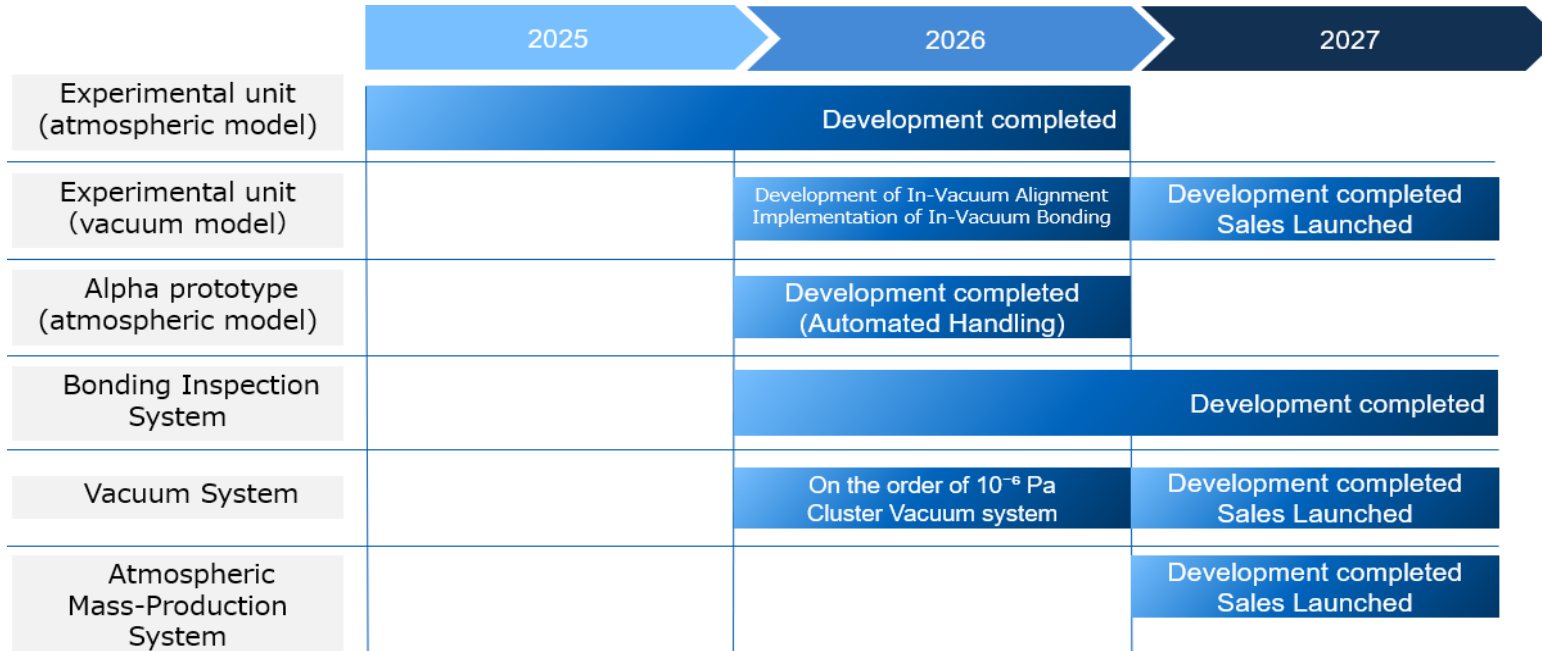 2025
2026
2027
Experimental unit
(atmospheric model)
Development completed
Experimental unit
(vacuum model)
Development of In-Vacuum Alignment
Implementation of In-Vacuum Bonding
Development completed
Sales Launched
Alpha prototype
(atmospheric model)
Development completed
(Automated Handling)
Bonding Inspection
System
Development completed
Vacuum System
On the order of 10⁻⁶ Pa
Cluster Vacuum system
Development completed
Sales Launched
Atmospheric
Mass-Production
System
Development completed
Sales Launched